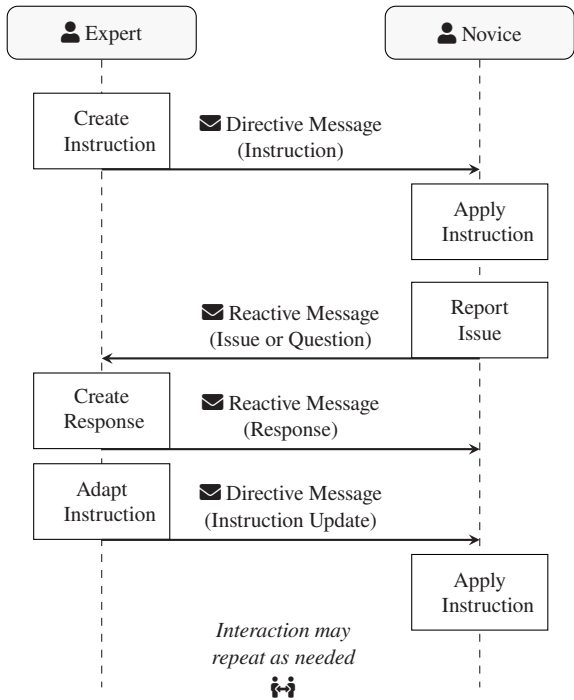 Expert
Novice
Create
Instruction
Directive Message
(Instruction)
Apply
Instruction
Reactive Message
(Issue or Question)
Report
Issue
Create
Response
Reactive Message
(Response)
Adapt
Instruction
Directive Message
(Instruction Update)
Apply
Instruction
Interaction may
repeat as needed